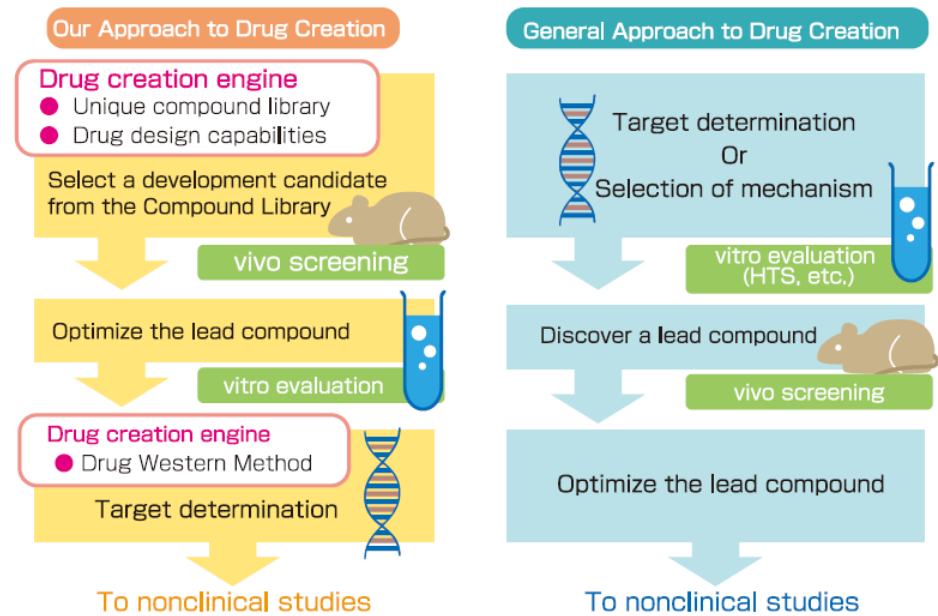 Our Approach to Drug Creation
Drug creation engine
● Unique compound library
● Drug design capabilities
Select a development candidate
from the Compound Library
vivo screening
Optimize the lead compound
vitro evaluation
Drug creation engine
● Drug Western Method
Target determination
To nonclinical studies
General Approach to Drug Creation
Target determination
Or
Selection of mechanism
vitro evaluation
(HTS, etc.)
Discover a lead compound
vivo screening
Optimize the lead compound
To nonclinical studies